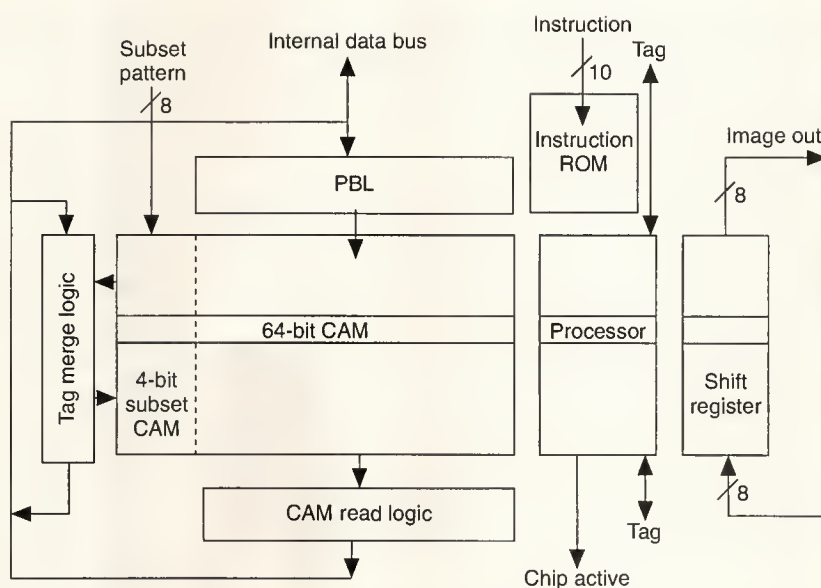 Internal data bus
Instruction
Tag
Subset
pattern
8
10
Image out
Instruction
ROM
PBL
8
Tag merge logic
64-bit CAM
Processor
4-bit
subset
CAM
Shift
register
8
CAM read logic
Tag
Chip active